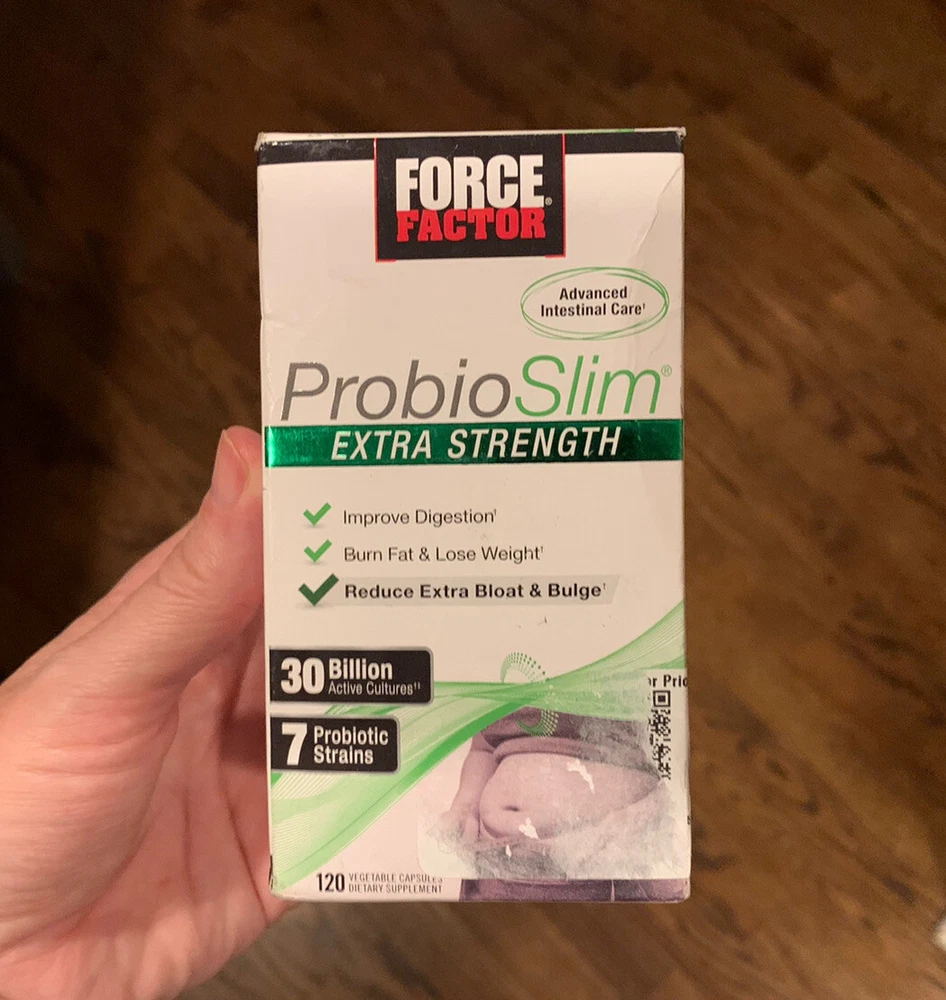 FORCE®
FACTOR
Advanced
Intestinal Care†
ProbioSlim®
EXTRA STRENGTH
Improve Digestion†
Burn Fat & Lose Weight†
Reduce Extra Bloat & Bulge†
30 Billion
Active Cultures††
7 Probiotic
Strains
120 VEGETABLE CAPSULES
DIETARY SUPPLEMENT